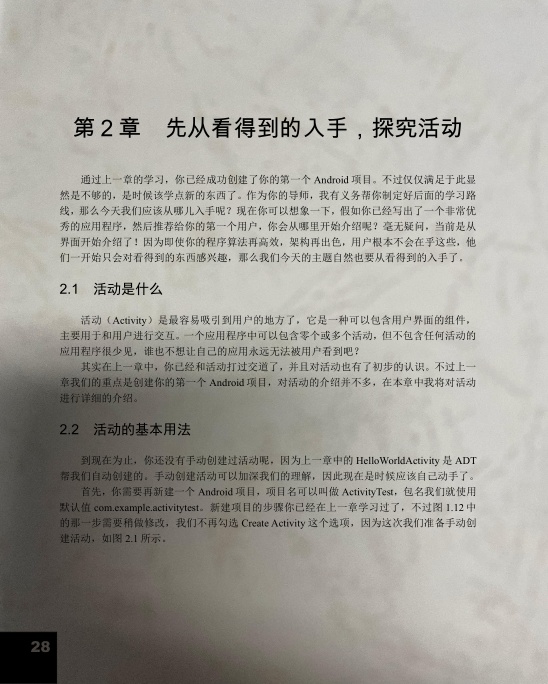 第 2 章　先从看得到的入手，探究活动
通过上一章的学习，你已经成功创建了你的第一个 Android 项目。不过仅仅满足于此显
然是不够的，是时候该学点新的东西了。作为你的导师，我有义务帮你制定好后面的学习路
线，那么今天我们应该从哪儿入手呢？现在你可以想象一下，假如你已经写出了一个非常优
秀的应用程序，然后推荐给你的第一个用户，你会从哪里开始介绍呢？毫无疑问，当前是从
界面开始介绍了！因为即使你的程序算法再高效，架构再出色，用户根本不会在乎这些，他
们一开始只会对看得到的东西感兴趣，那么我们今天的主题自然也要从看得到的入手了。
2.1　活动是什么
活动（Activity）是最容易吸引到用户的地方了，它是一种可以包含用户界面的组件，
主要用于和用户进行交互。一个应用程序中可以包含零个或多个活动，但不包含任何活动的
应用程序很少见，谁也不想让自己的应用永远无法被用户看到吧？
其实在上一章中，你已经和活动打过交道了，并且对活动也有了初步的认识。不过上一
章我们的重点是创建你的第一个 Android 项目，对活动的介绍并不多，在本章中我将对活动
进行详细的介绍。
2.2　活动的基本用法
到现在为止，你还没有手动创建过活动呢，因为上一章中的 HelloWorldActivity 是 ADT
帮我们自动创建的。手动创建活动可以加深我们的理解，因此现在是时候应该自己动手了。
首先，你需要再新建一个 Android 项目，项目名可以叫做 ActivityTest，包名我们就使用
默认值 com.example.activitytest。新建项目的步骤你已经在上一章学习过了，不过图 1.12 中
的那一步需要稍做修改，我们不再勾选 Create Activity 这个选项，因为这次我们准备手动创
建活动，如图 2.1 所示。
28